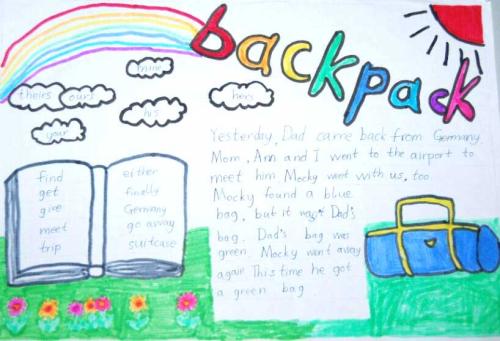 backpack
mine
theirs
ours
hers
his
your
Yesterday, Dad came back from Germany.
Mom, Ann and I went to the airport to
meet him Mocky went with us, too.
Mocky found a blue
bag, but it wasn't Dad's
bag. Dad's bag was
green. Mocky went away
again This time he got
a green bag
find
get
give
meet
trip
either
finally
Germany
go away
suitcase